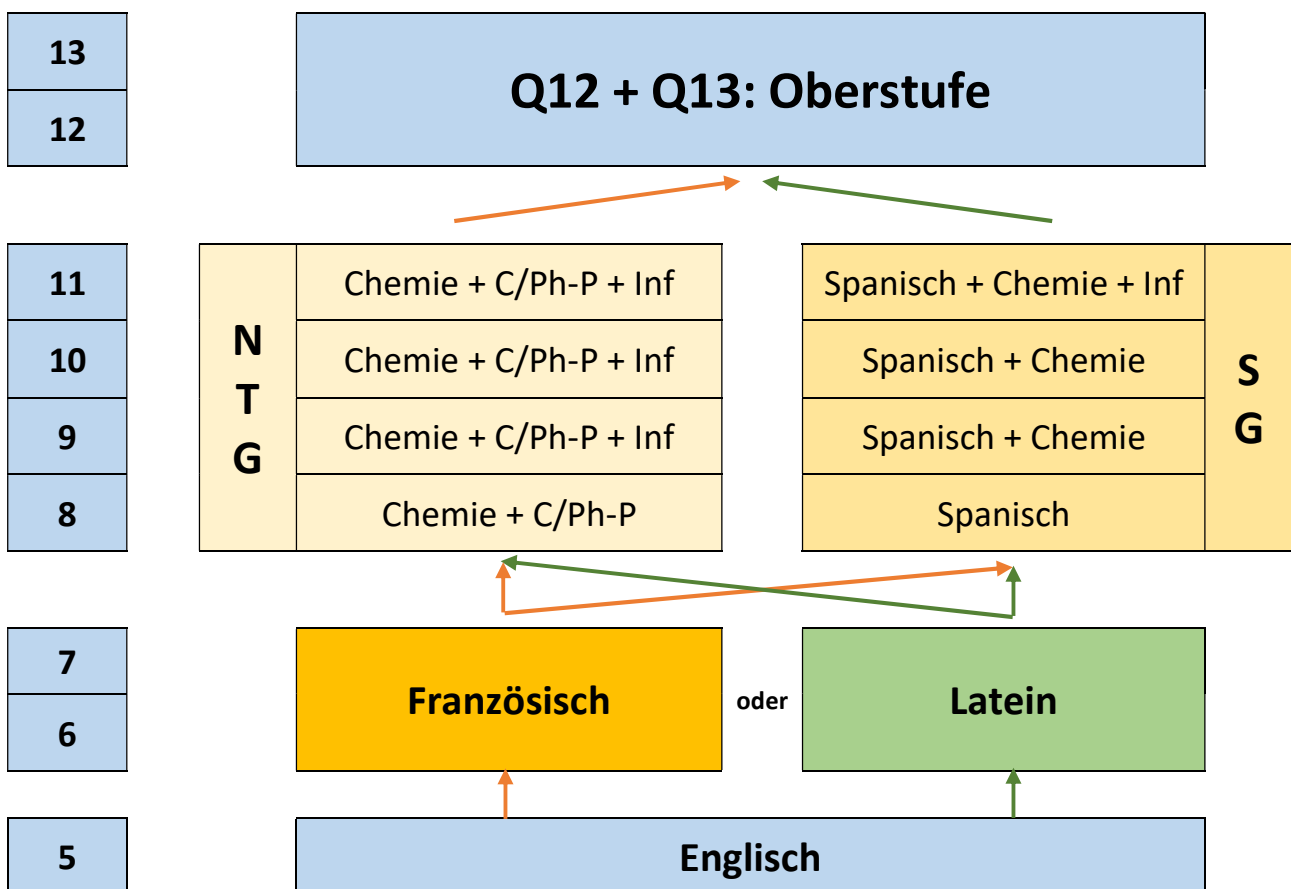 13
Q12 + Q13: Oberstufe
12
11
Chemie + C/Ph-P + Inf
Spanisch + Chemie + Inf
10
Chemie + C/Ph-P + Inf
Spanisch + Chemie
9
Chemie + C/Ph-P + Inf
Spanisch + Chemie
8
Chemie + C/Ph-P
Spanisch
N
T
G
S
G
7
6
Französisch
oder
Latein
5
Englisch